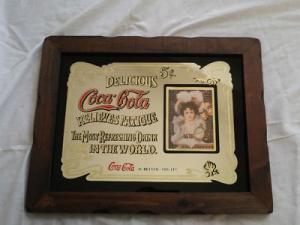 DELICIOUS 5¢
Coca-Cola
RELIEVES FATIGUE
THE MOST REFRESHING DRINK
IN THE WORLD.
Coca-Cola